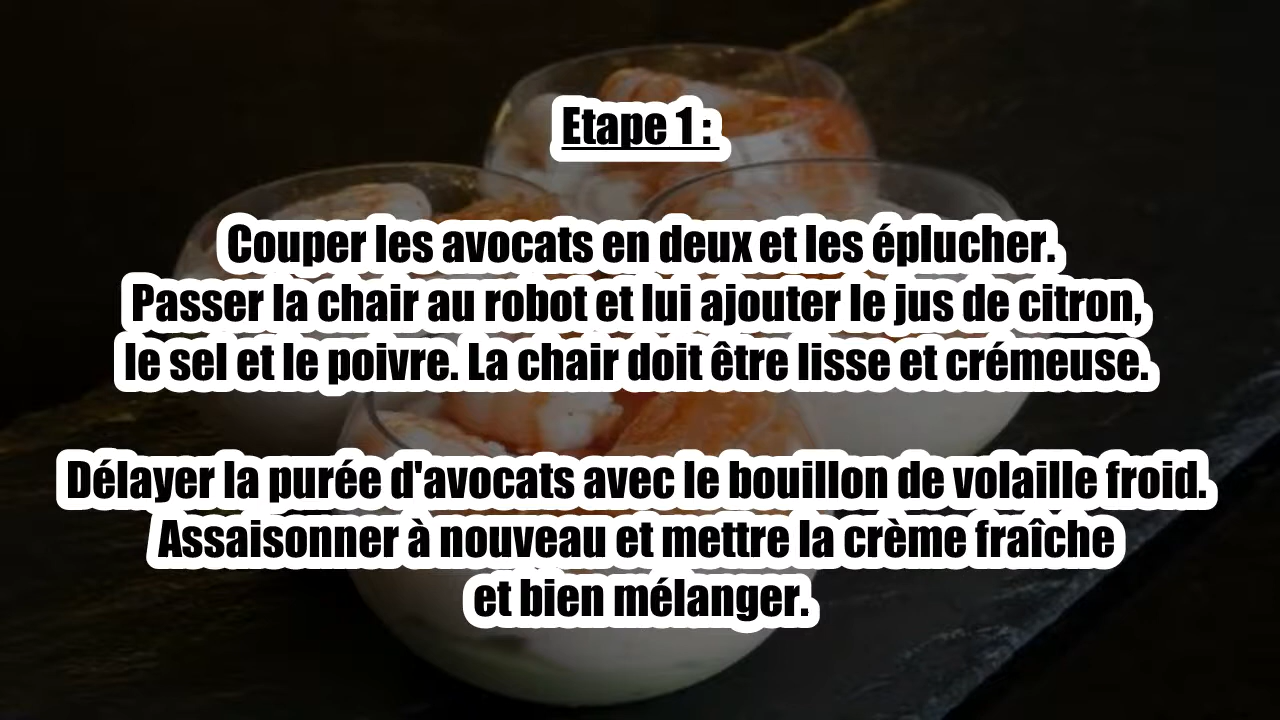 Etape 1 :
Couper les avocats en deux et les éplucher.
Passer la chair au robot et lui ajouter le jus de citron,
le sel et le poivre. La chair doit être lisse et crémeuse.
Délayer la purée d'avocats avec le bouillon de volaille froid.
Assaisonner à nouveau et mettre la crème fraîche
et bien mélanger.